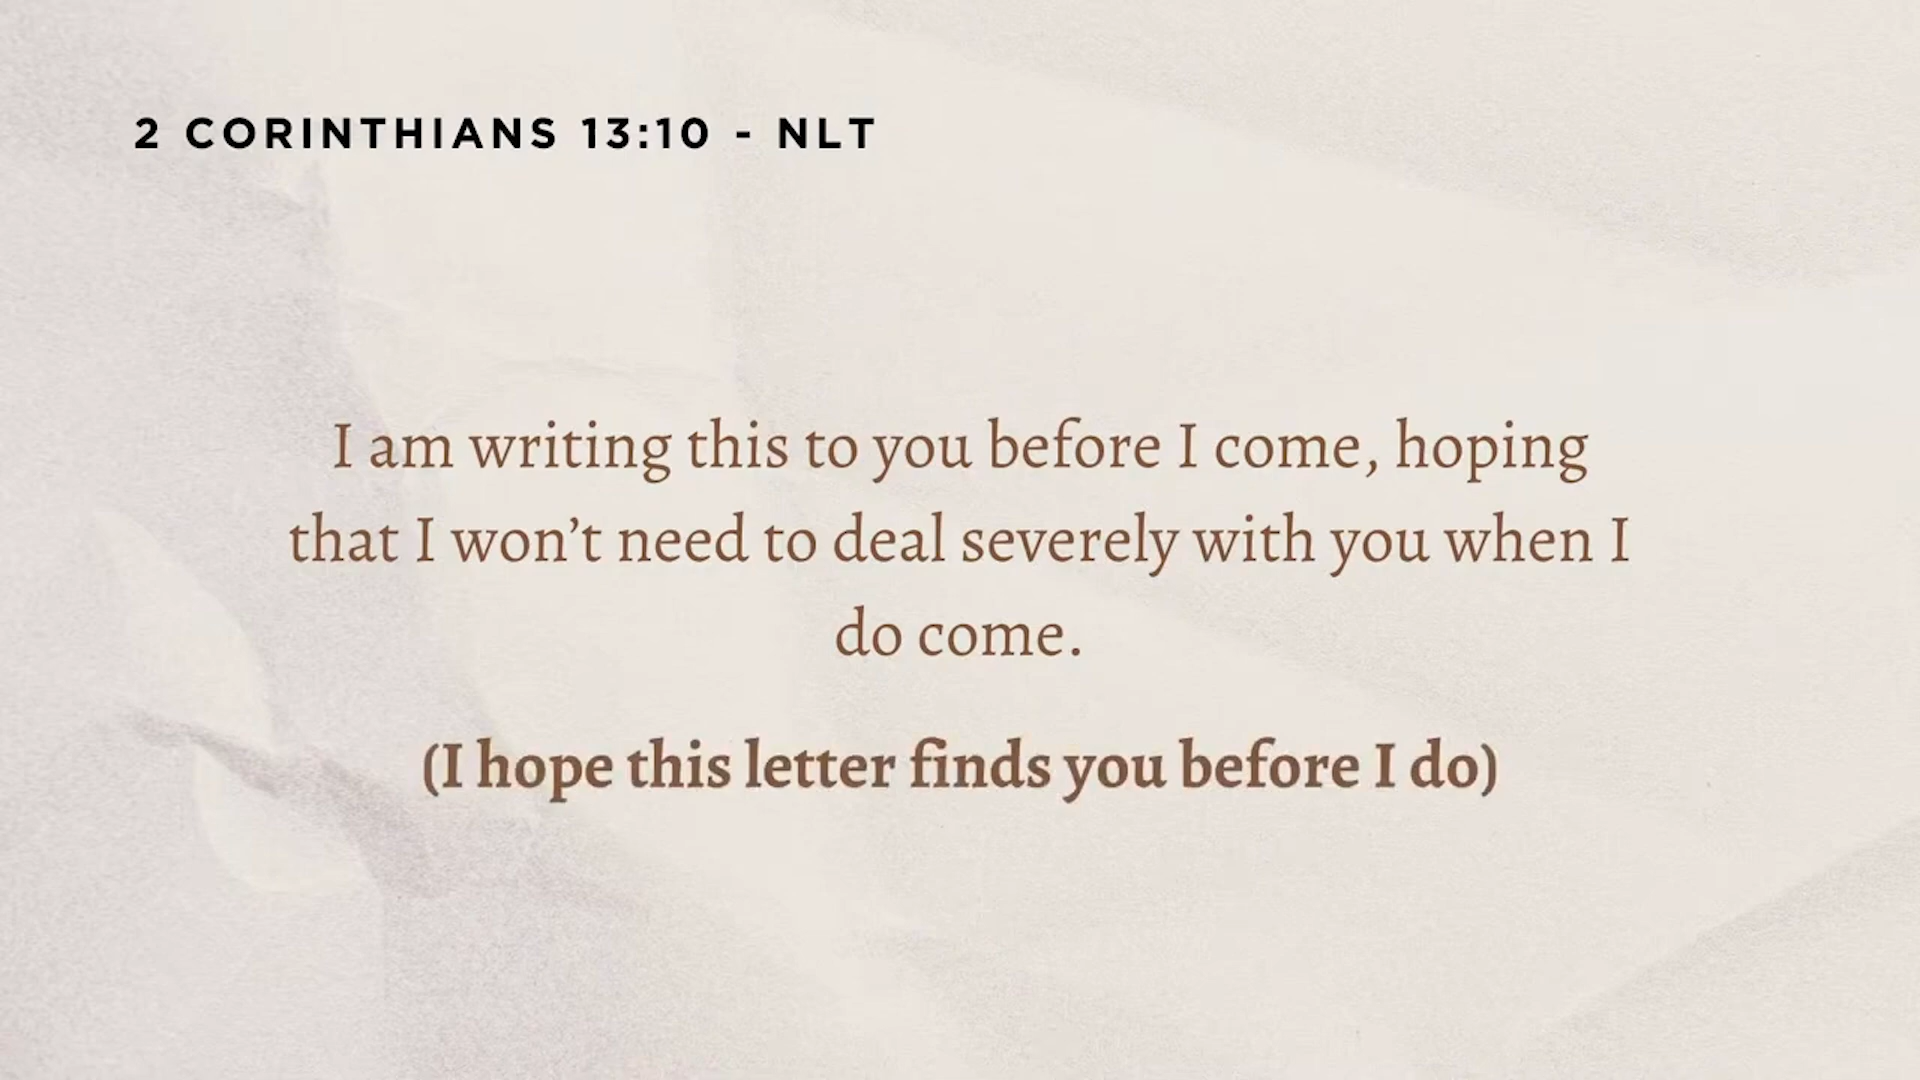 2 CORINTHIANS 13:10 - NLT
I am writing this to you before I come, hoping
that I won’t need to deal severely with you when I
do come.
(I hope this letter finds you before I do)